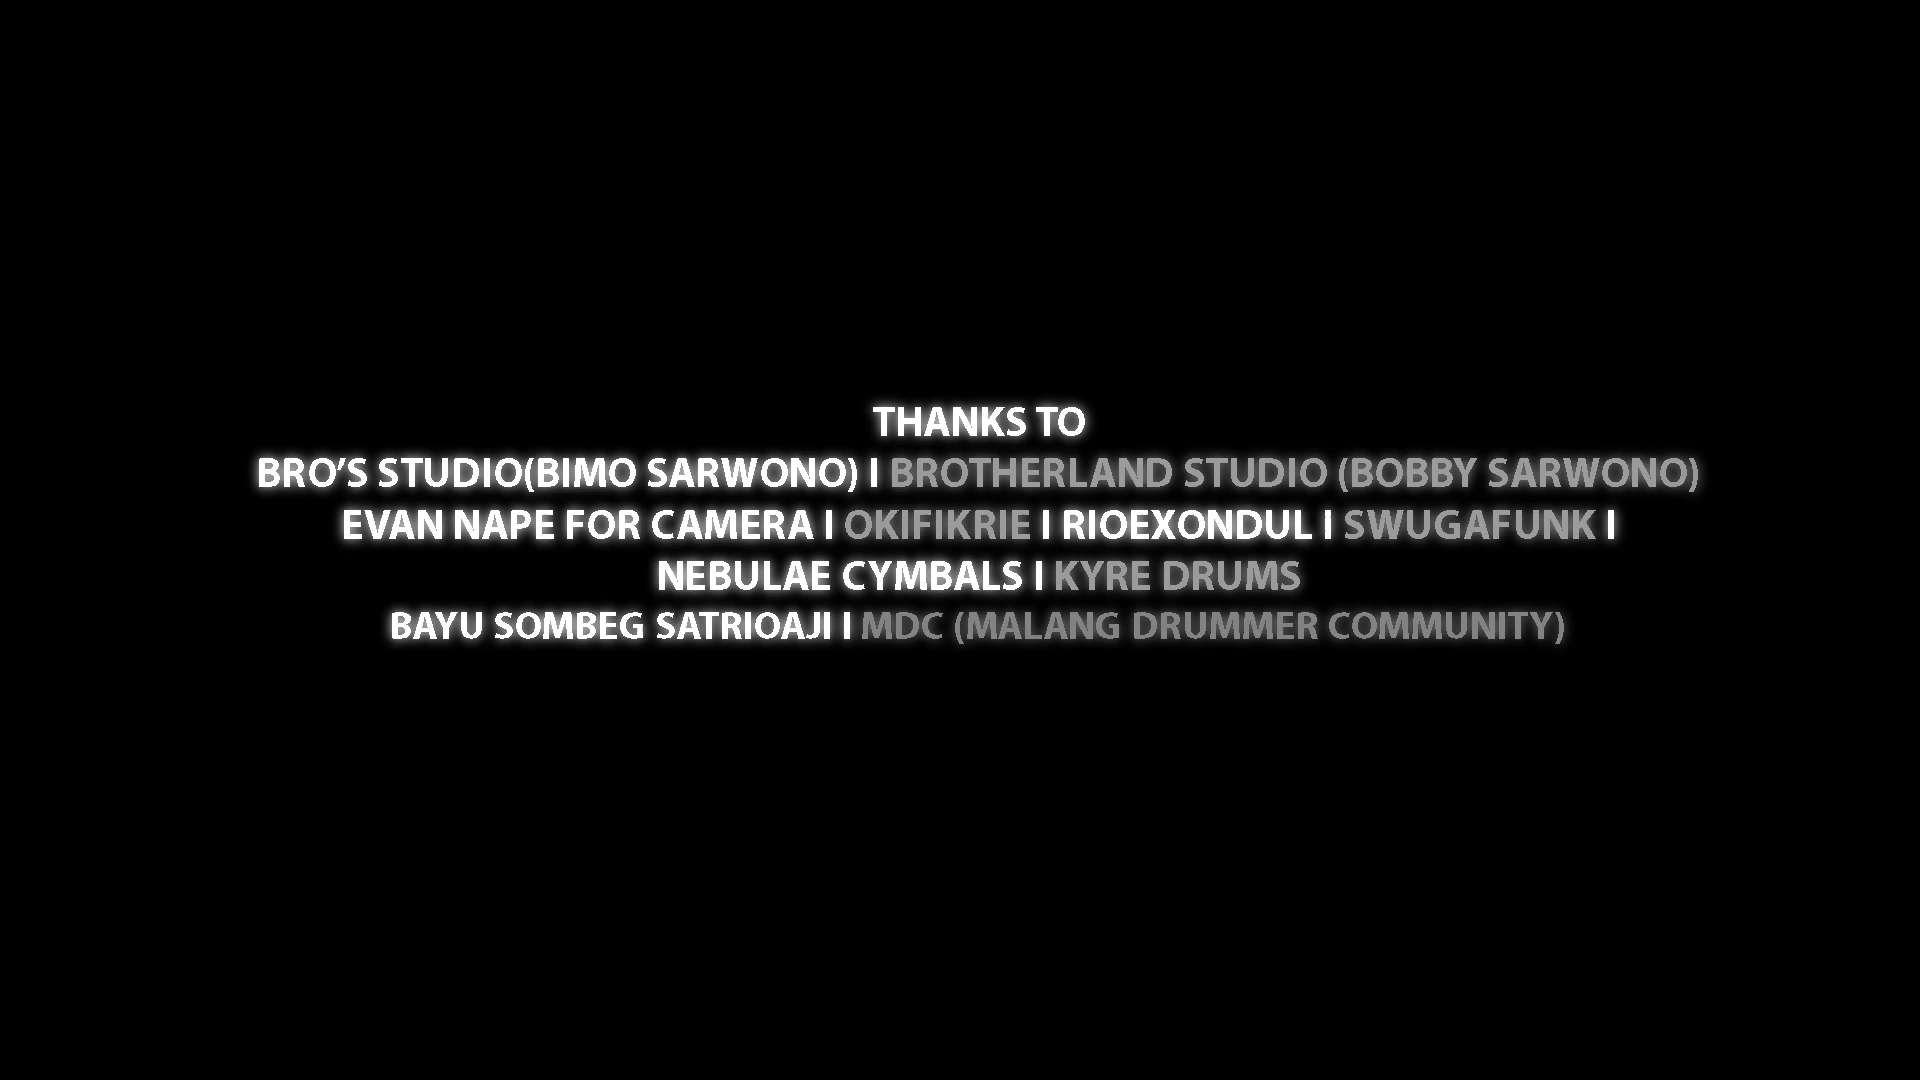 THANKS TO
BRO’S STUDIO(BIMO SARWONO) I BROTHERLAND STUDIO (BOBBY SARWONO)
EVAN NAPE FOR CAMERA I OKIFIKRIE I RIOEXONDUL I SWUGAFUNK I
NEBULAE CYMBALS I KYRE DRUMS
BAYU SOMBEG SATRIOAJI I MDC (MALANG DRUMMER COMMUNITY)